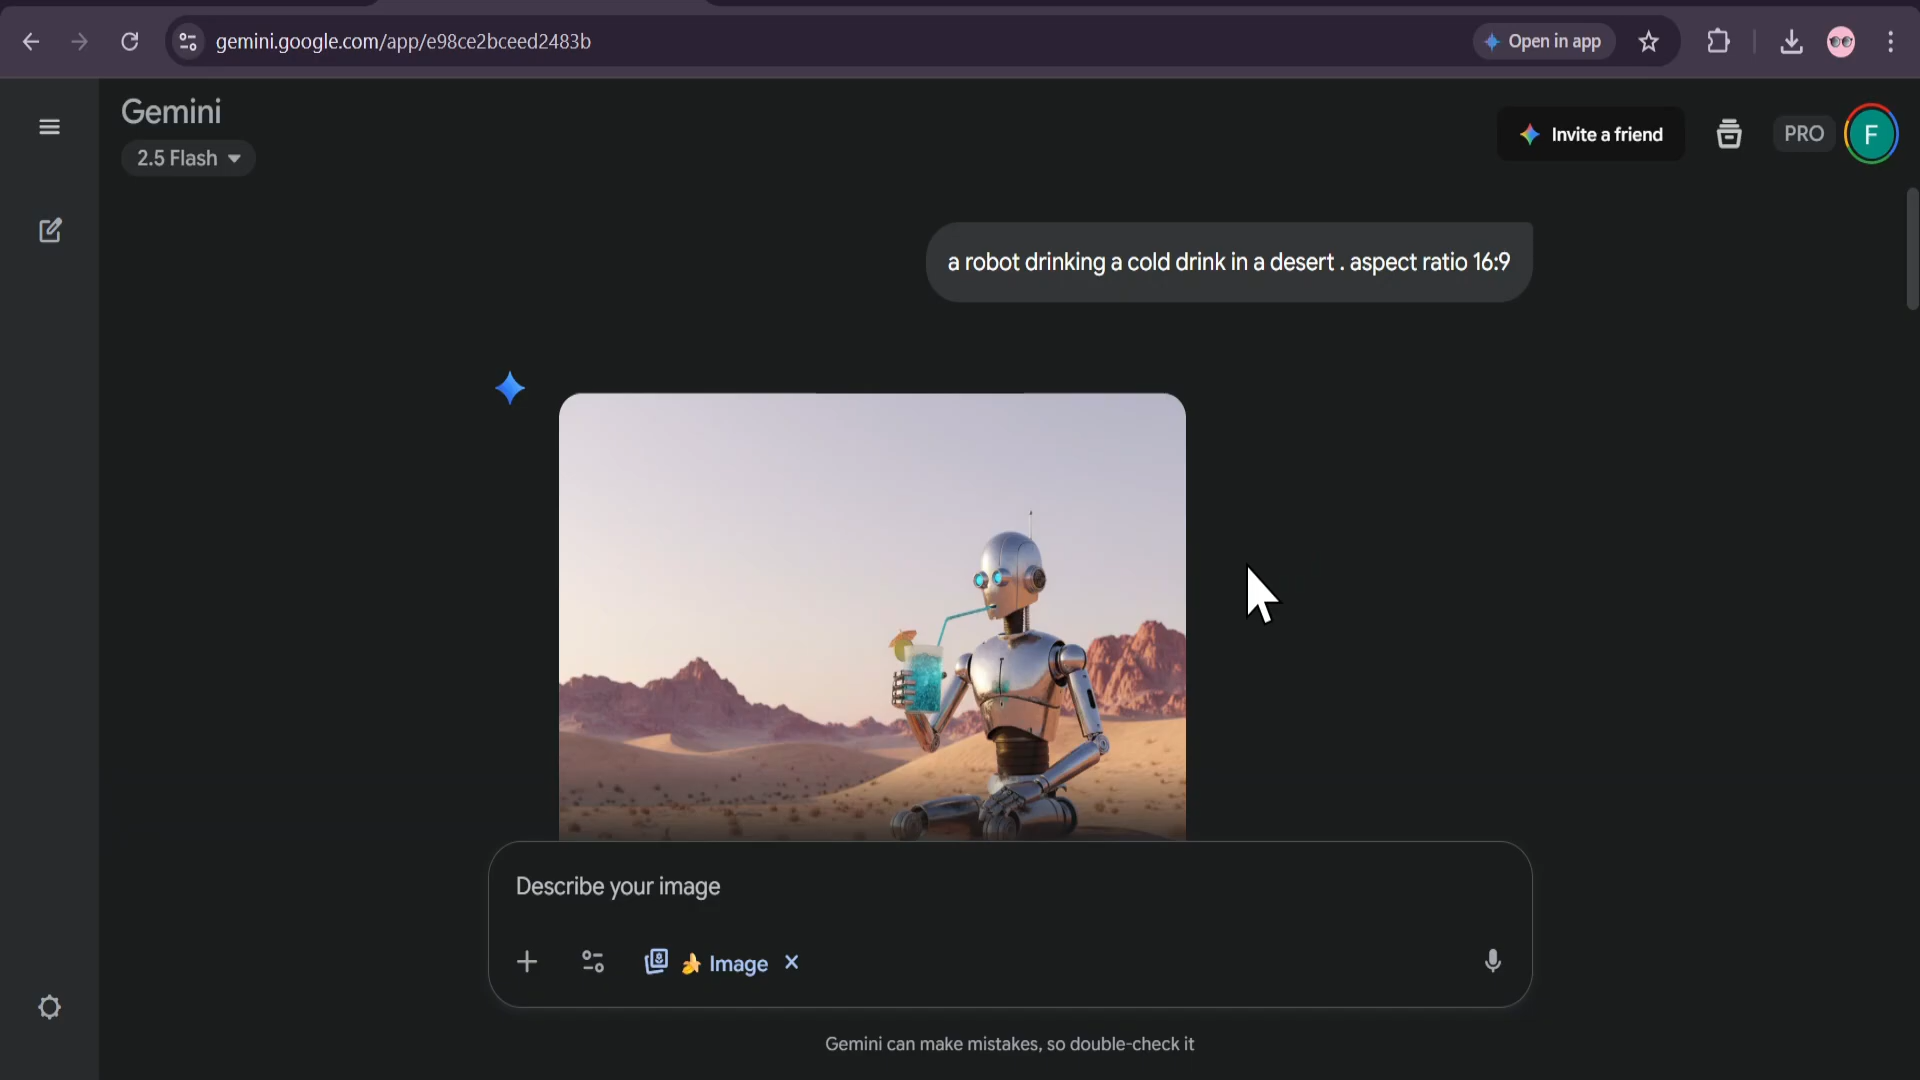 gemini.google.com/app/e98ce2bceed2483b
Open in app
Gemini
2.5 Flash
Invite a friend
PRO
F
a robot drinking a cold drink in a desert . aspect ratio 16:9
Describe your image
Image
Gemini can make mistakes, so double-check it